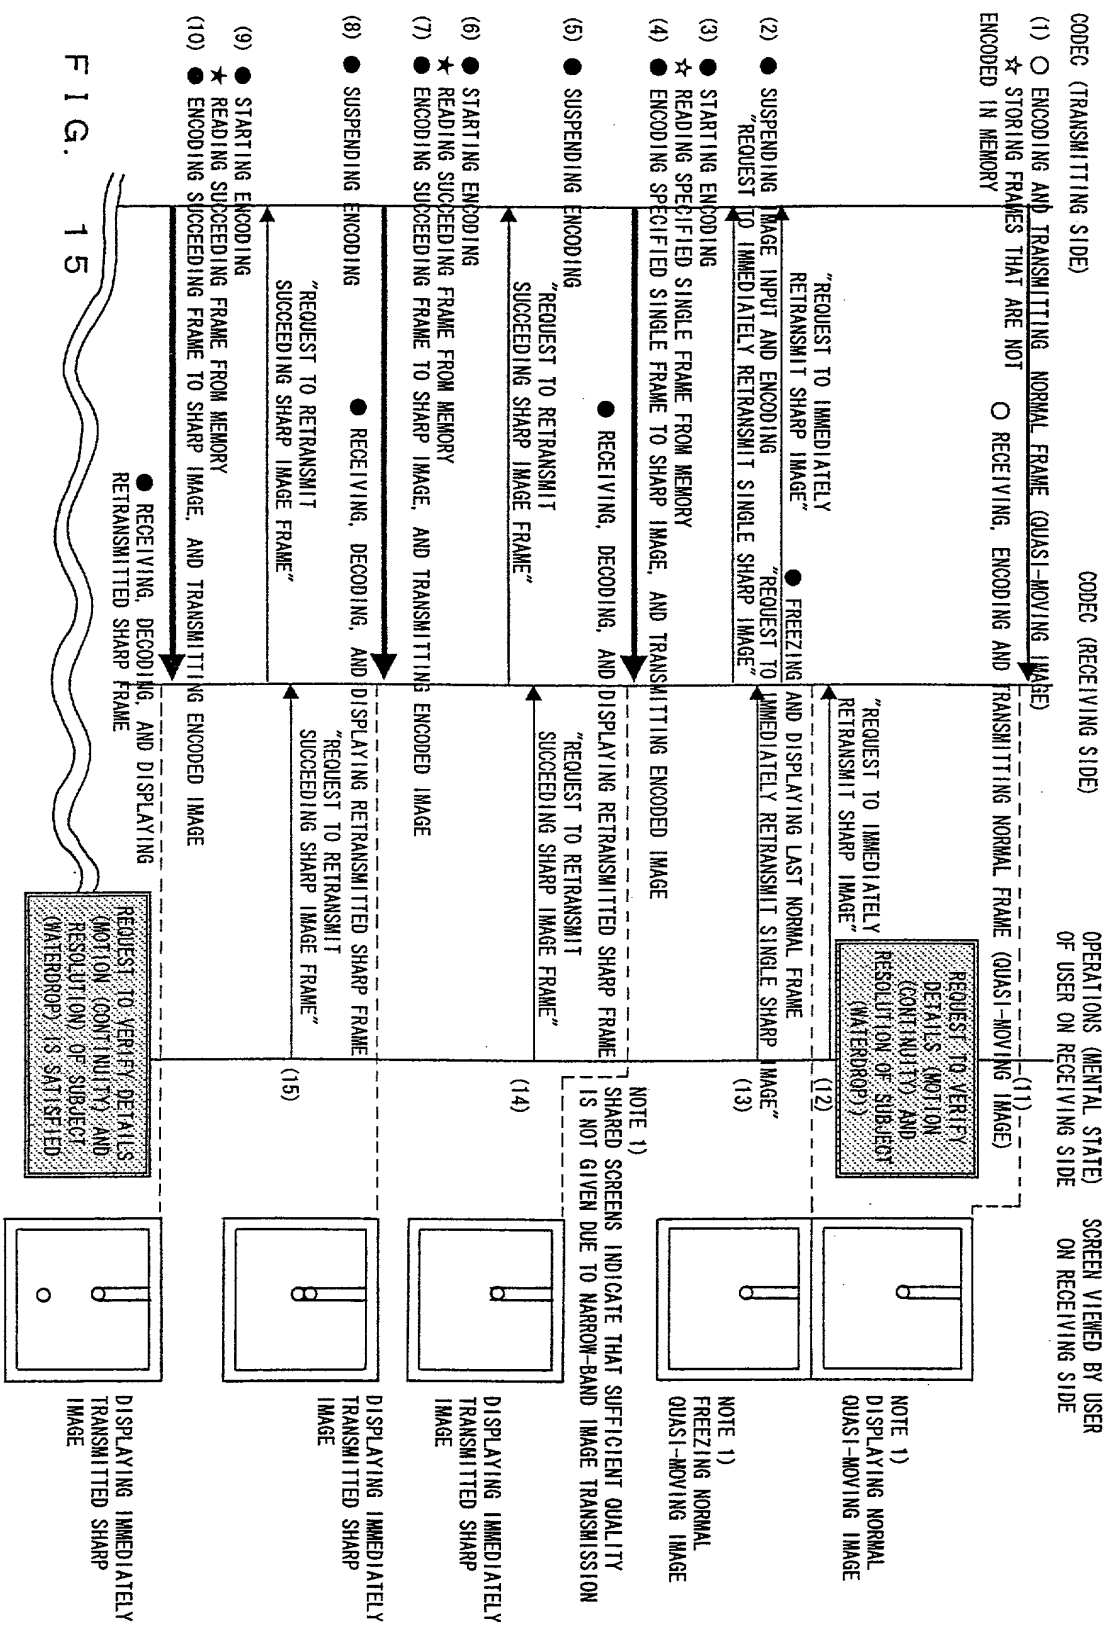 CODEC (TRANSMITTING SIDE)
CODEC (RECEIVING SIDE)
OPERATIONS (MENTAL STATE)
OF USER ON RECEIVING SIDE
SCREEN VIEWED BY USER
ON RECEIVING SIDE
(1) ○ ENCODING AND TRANSMITTING NORMAL FRAME (QUASI-MOVING IMAGE)
☆ STORING FRAMES THAT ARE NOT
ENCODED IN MEMORY
○ RECEIVING, ENCODING AND TRANSMITTING NORMAL FRAME (QUASI-MOVING IMAGE)
(11)
REQUEST TO VERIFY
DETAILS (MOTION
(CONTINUITY) AND
RESOLUTION OF SUBJECT
(WATERDROP))
NOTE 1)
DISPLAYING NORMAL
QUASI-MOVING IMAGE
"REQUEST TO IMMEDIATELY
RETRANSMIT SHARP IMAGE"
(12)
"REQUEST TO IMMEDIATELY
RETRANSMIT SHARP IMAGE"
● FREEZING AND DISPLAYING LAST NORMAL FRAME
(2) ● SUSPENDING IMAGE INPUT AND ENCODING
"REQUEST TO IMMEDIATELY RETRANSMIT SINGLE SHARP IMAGE"
"REQUEST TO IMMEDIATELY RETRANSMIT SINGLE SHARP IMAGE"
(13)
NOTE 1)
FREEZING NORMAL
QUASI-MOVING IMAGE
(3) ● STARTING ENCODING
☆ READING SPECIFIED SINGLE FRAME FROM MEMORY
(4) ● ENCODING SPECIFIED SINGLE FRAME TO SHARP IMAGE, AND TRANSMITTING ENCODED IMAGE
NOTE 1)
SHARED SCREENS INDICATE THAT SUFFICIENT QUALITY
IS NOT GIVEN DUE TO NARROW-BAND IMAGE TRANSMISSION
● RECEIVING, DECODING, AND DISPLAYING RETRANSMITTED SHARP FRAME
(5) ● SUSPENDING ENCODING
"REQUEST TO RETRANSMIT
SUCCEEDING SHARP IMAGE FRAME"
"REQUEST TO RETRANSMIT
SUCCEEDING SHARP IMAGE FRAME"
(14)
DISPLAYING IMMEDIATELY
TRANSMITTED SHARP
IMAGE
(6) ● STARTING ENCODING
★ READING SUCCEEDING FRAME FROM MEMORY
(7) ● ENCODING SUCCEEDING FRAME TO SHARP IMAGE, AND TRANSMITTING ENCODED IMAGE
● RECEIVING, DECODING, AND DISPLAYING RETRANSMITTED SHARP FRAME
(8) ● SUSPENDING ENCODING
"REQUEST TO RETRANSMIT
SUCCEEDING SHARP IMAGE FRAME"
"REQUEST TO RETRANSMIT
SUCCEEDING SHARP IMAGE FRAME"
(15)
DISPLAYING IMMEDIATELY
TRANSMITTED SHARP
IMAGE
(9) ● STARTING ENCODING
★ READING SUCCEEDING FRAME FROM MEMORY
(10) ● ENCODING SUCCEEDING FRAME TO SHARP IMAGE, AND TRANSMITTING ENCODED IMAGE
● RECEIVING, DECODING, AND DISPLAYING
RETRANSMITTED SHARP FRAME
REQUEST TO VERIFY DETAILS
(MOTION (CONTINUITY) AND
RESOLUTION) OF SUBJECT
(WATERDROP) IS SATISFIED
DISPLAYING IMMEDIATELY
TRANSMITTED SHARP
IMAGE
FIG. 15